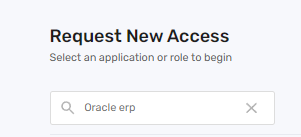 Request New Access
Select an application or role to begin
Oracle erp